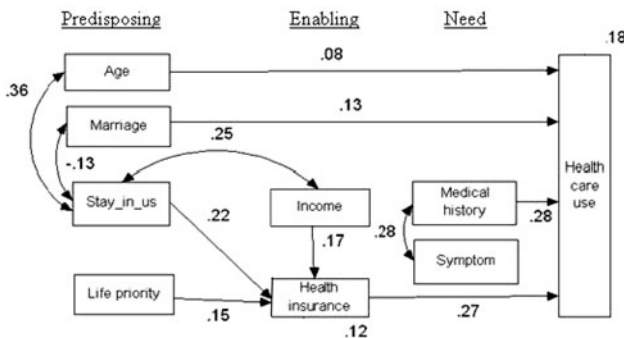 Predisposing Enabling Need
.18
Age
.08
.36
Marriage
.13
.25
-.13
Health
care
use
Stay_in_us
Income
Medical
history
.22
.28
.28
.17
Symptom
Life priority
Health
insurance
.15
.27
.12